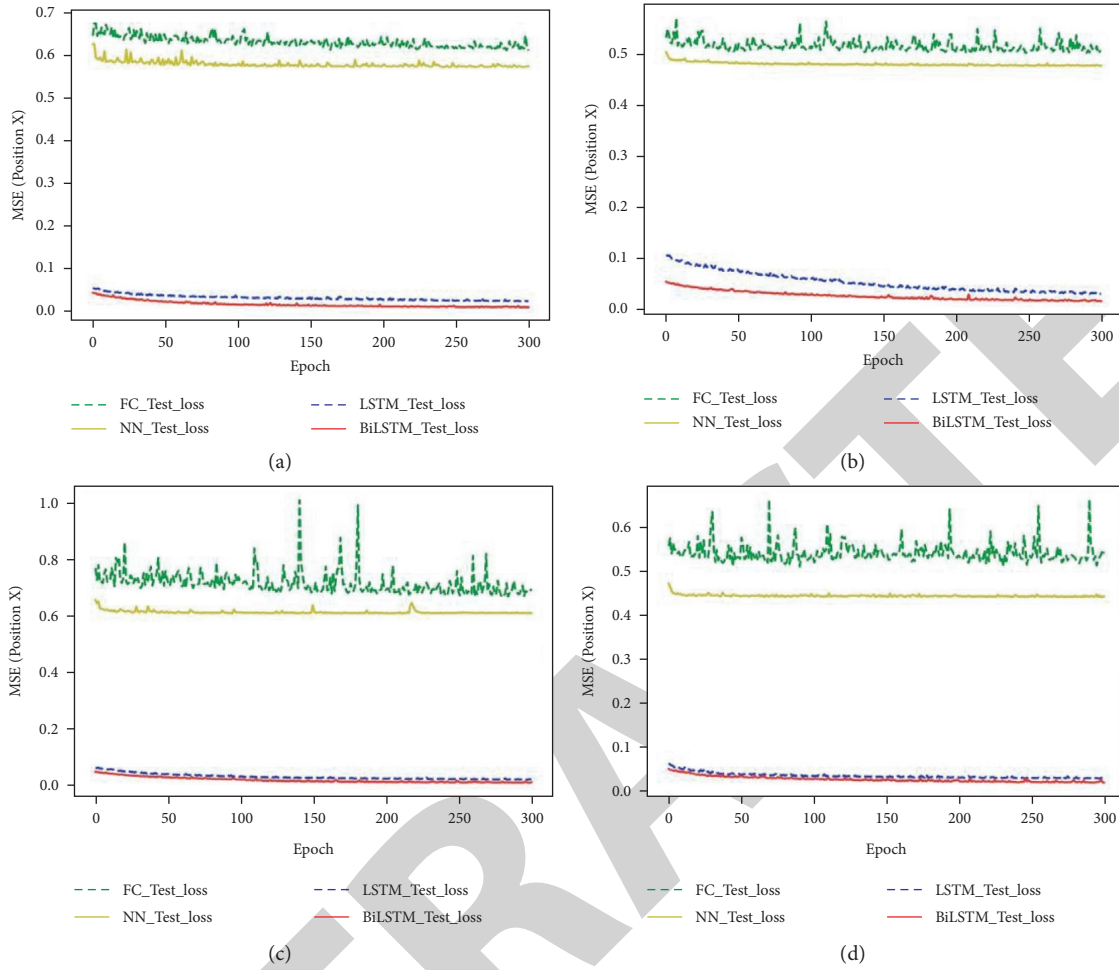 0.7
0.6
0.5
0.4
0.3
0.2
0.1
0.0
MSE (Position X)
0 50 100 150 200 250 300
Epoch
FC_Test_loss LSTM_Test_loss
NN_Test_loss BiLSTM_Test_loss
(a)
0.5
0.4
0.3
0.2
0.1
0.0
MSE (Position X)
0 50 100 150 200 250 300
Epoch
FC_Test_loss LSTM_Test_loss
NN_Test_loss BiLSTM_Test_loss
(b)
1.0
0.8
0.6
0.4
0.2
0.0
MSE (Position X)
0 50 100 150 200 250 300
Epoch
FC_Test_loss LSTM_Test_loss
NN_Test_loss BiLSTM_Test_loss
(c)
0.6
0.5
0.4
0.3
0.2
0.1
0.0
MSE (Position X)
0 50 100 150 200 250 300
Epoch
FC_Test_loss LSTM_Test_loss
NN_Test_loss BiLSTM_Test_loss
(d)